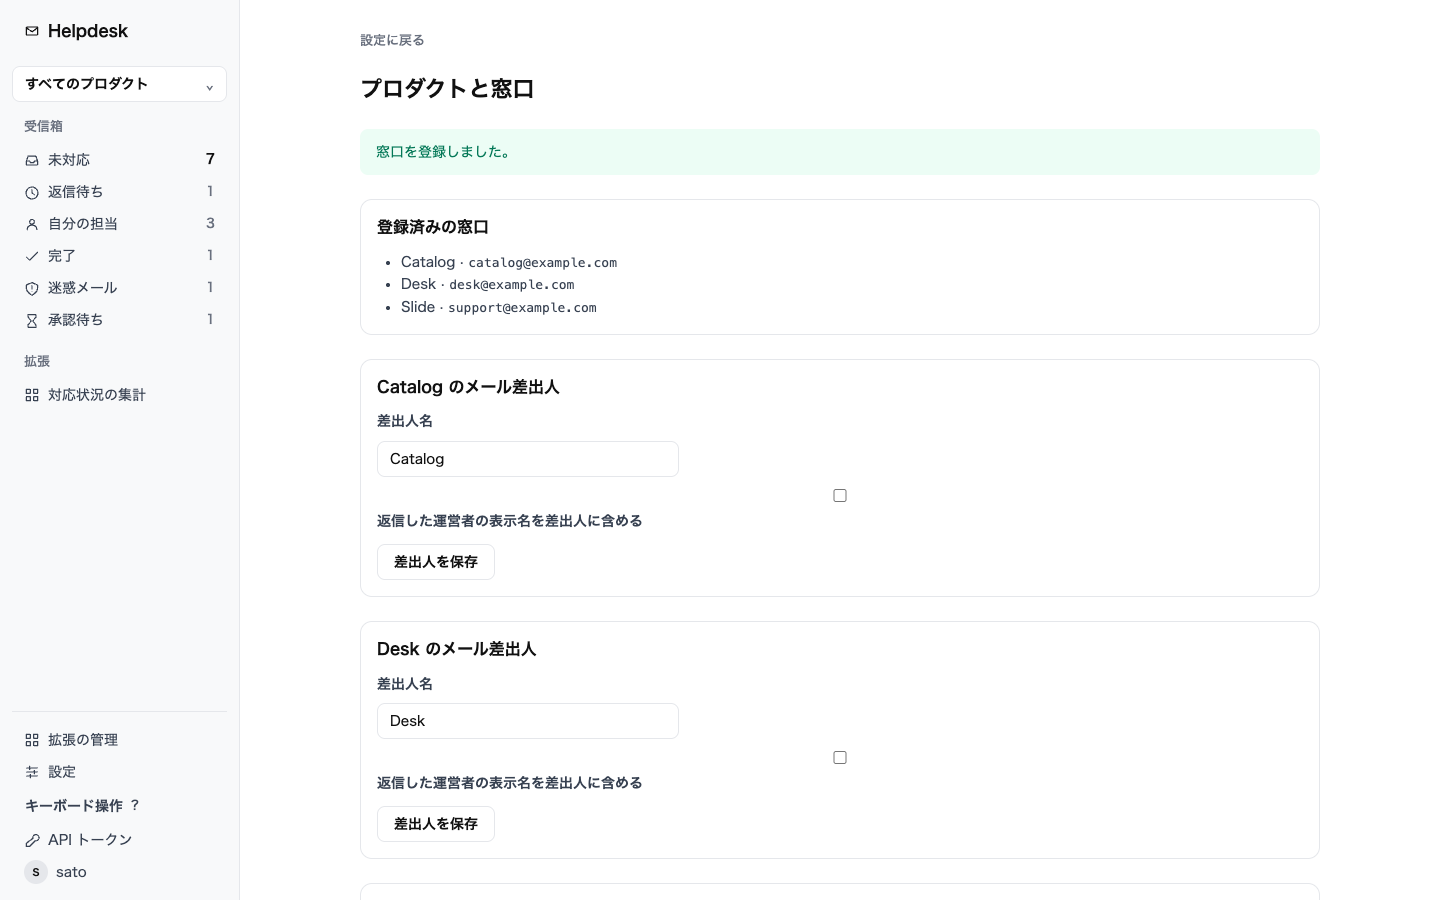 Helpdesk
すべてのプロダクト
受信箱
未対応 7
返信待ち 1
自分の担当 3
完了 1
迷惑メール 1
承認待ち 1
拡張
対応状況の集計
拡張の管理
設定
キーボード操作 ?
API トークン
S sato
設定に戻る
プロダクトと窓口
窓口を登録しました。
登録済みの窓口
• Catalog · catalog@example.com
• Desk · desk@example.com
• Slide · support@example.com
Catalog のメール差出人
差出人名
Catalog
返信した運営者の表示名を差出人に含める
差出人を保存
Desk のメール差出人
差出人名
Desk
返信した運営者の表示名を差出人に含める
差出人を保存